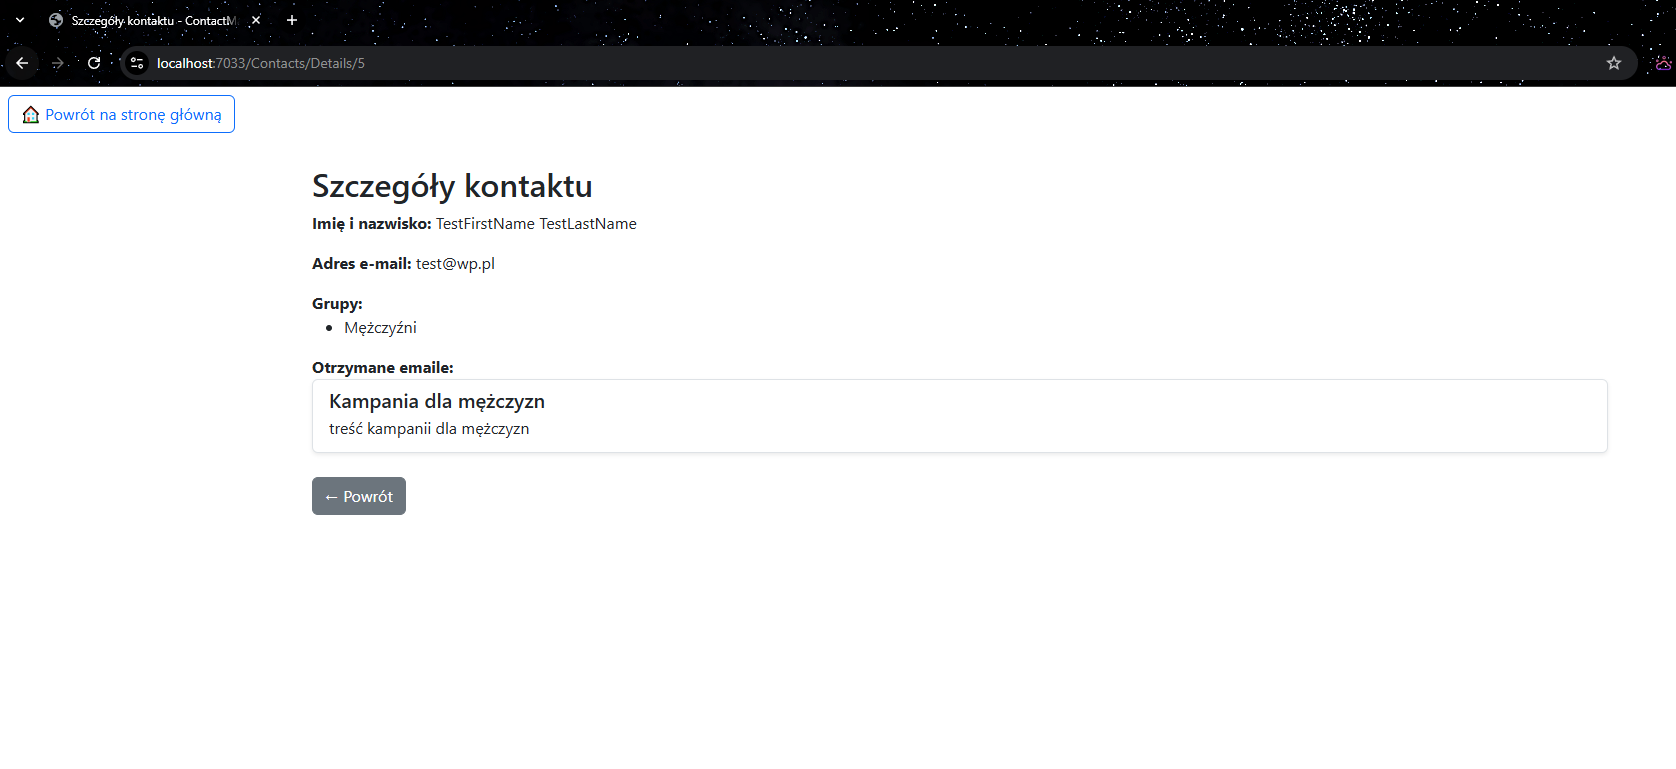 Szczegóły kontaktu - ContactM
localhost:7033/Contacts/Details/5
Powrót na stronę główną
Szczegóły kontaktu
Imię i nazwisko: TestFirstName TestLastName
Adres e-mail: test@wp.pl
Grupy:
• Mężczyźni
Otrzymane emaile:
Kampania dla mężczyzn
treść kampanii dla mężczyzn
← Powrót